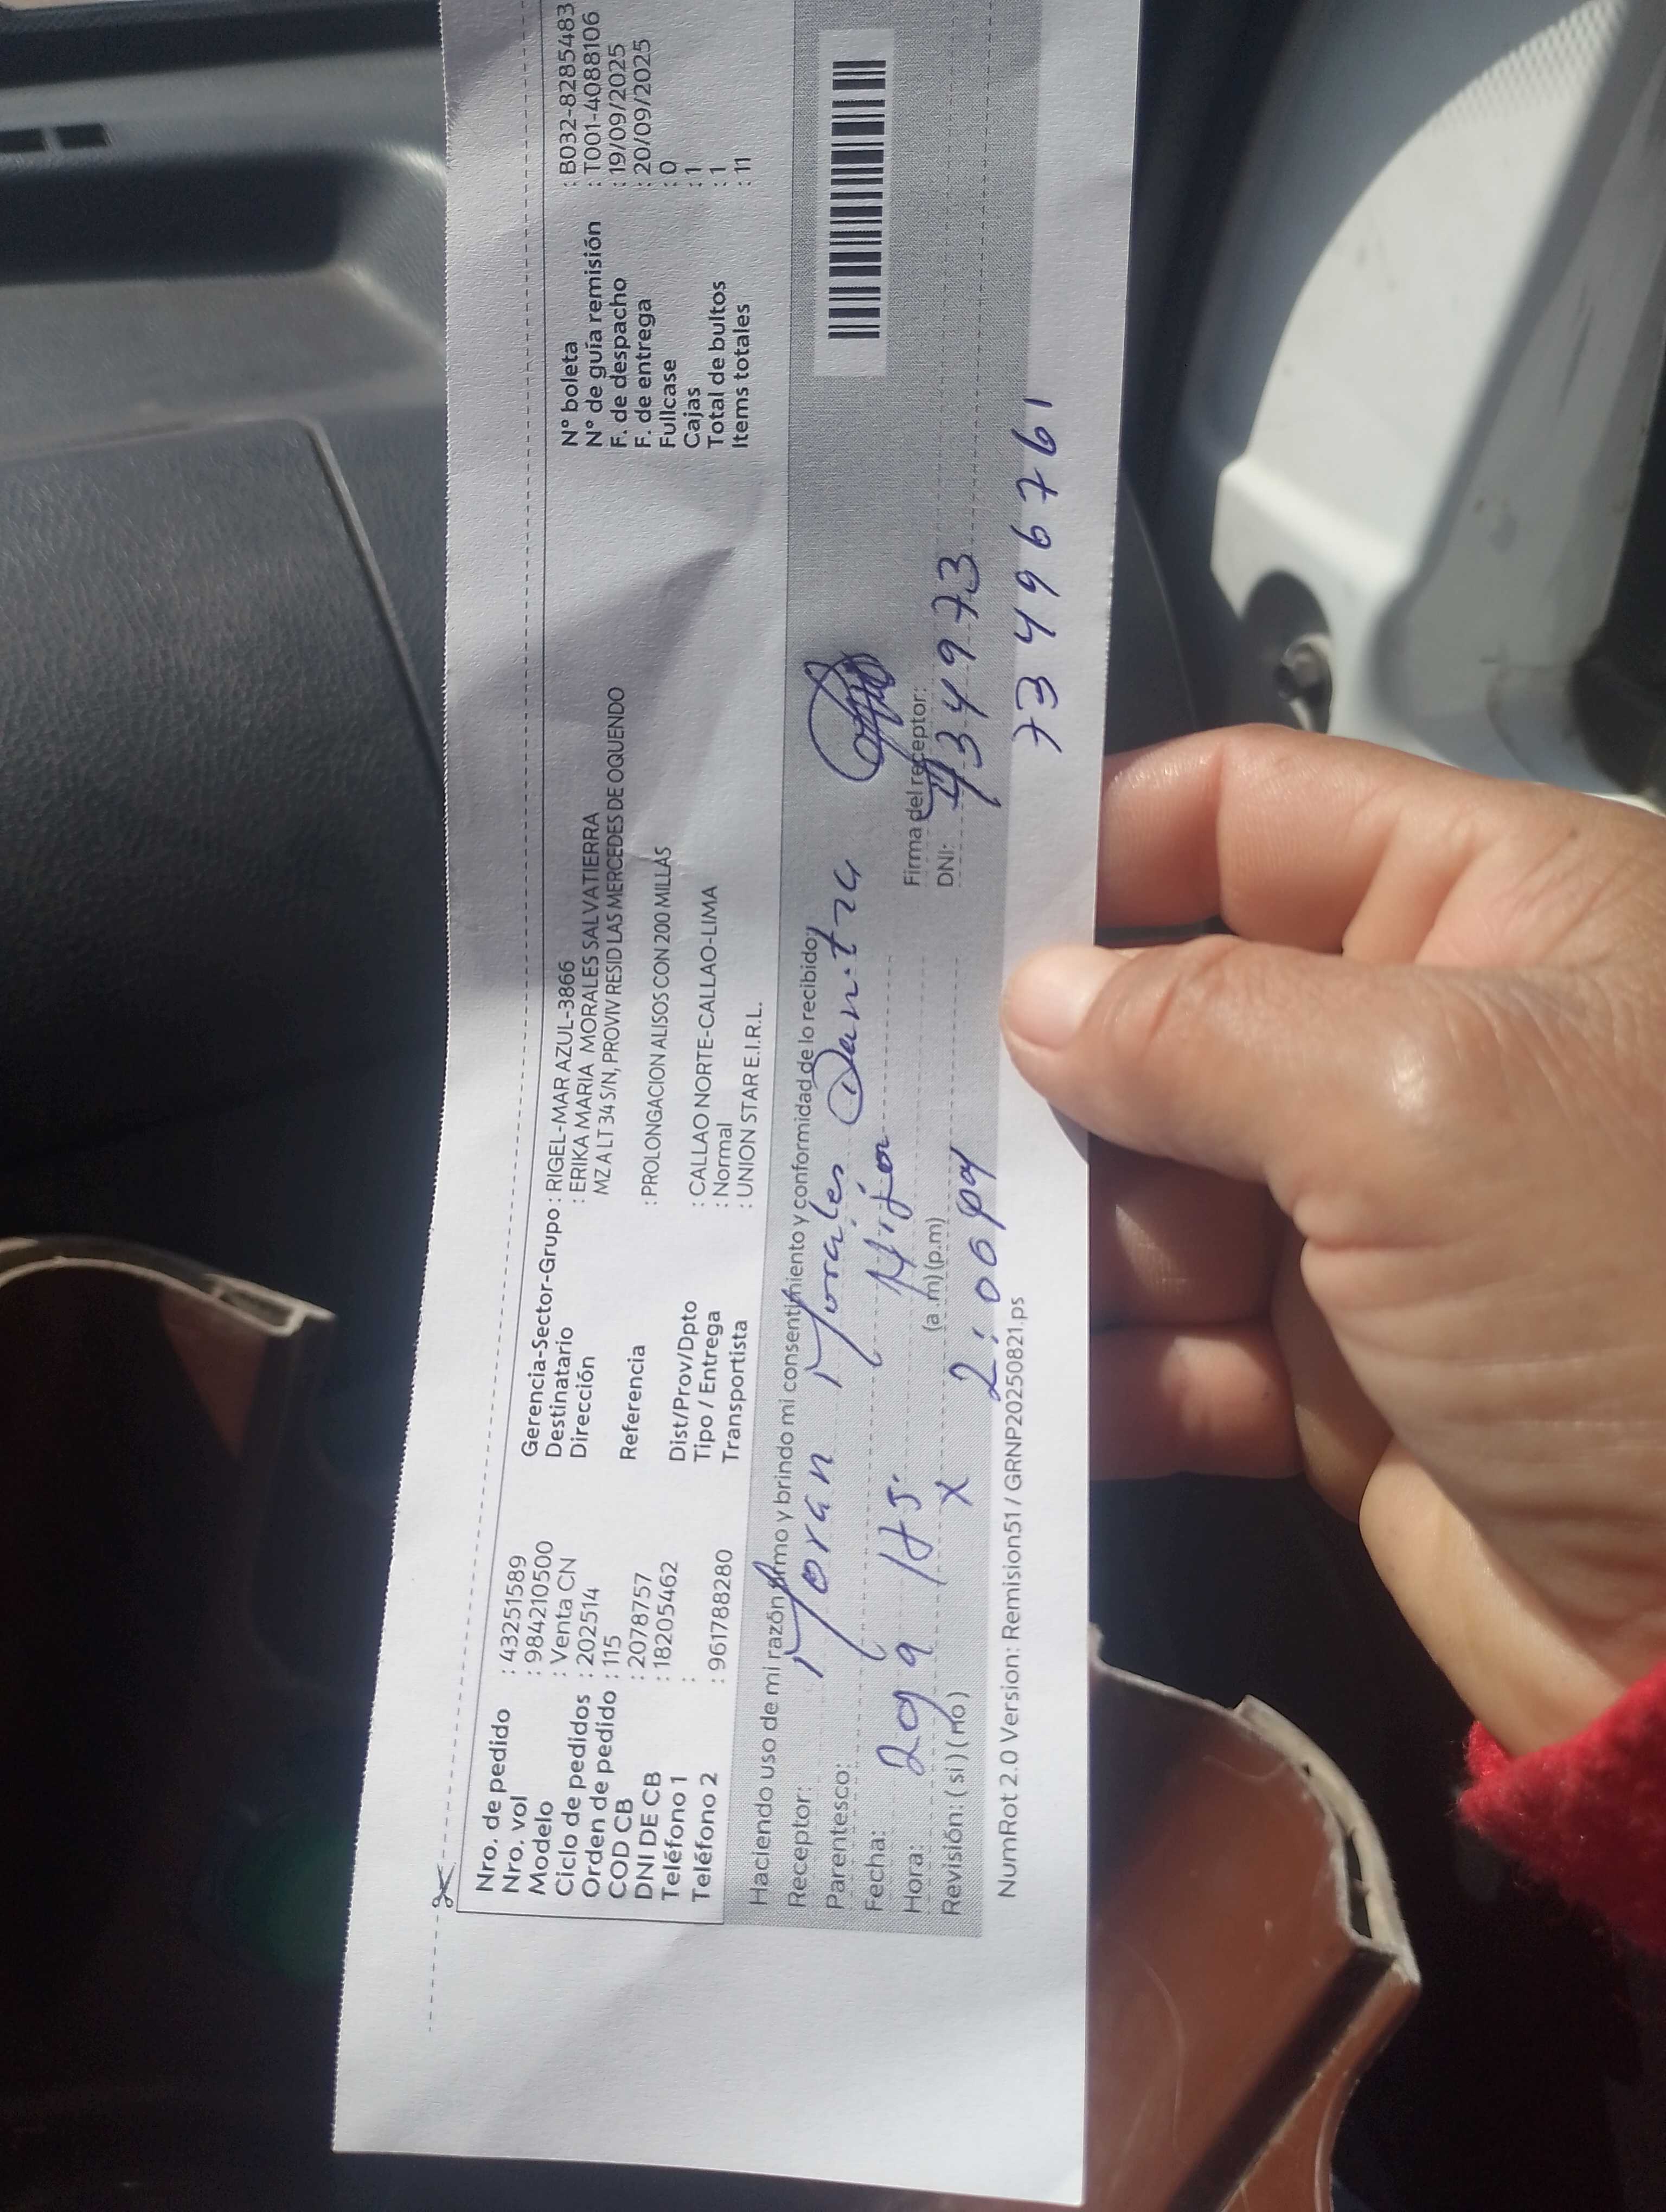 Nro. de pedido : 43251589
Nro. vol : 984210500
Modelo : Venta CN
Ciclo de pedidos : 202514
Orden de pedido : 115
COD CB : 2078757
DNI DE CB : 18205462
Teléfono 1 :
Teléfono 2 : 961788280
Gerencia-Sector-Grupo : RIGEL-MAR AZUL-3866
Destinatario : ERIKA MARIA MORALES SALVATIERRA
Dirección MZ A LT 34 S/N, PROVIV RESID LAS MERCEDES DE OQUENDO
Referencia : PROLONGACION ALISOS CON 200 MILLAS
Dist/Prov/Dpto : CALLAO NORTE-CALLAO-LIMA
Tipo / Entrega : Normal
Transportista : UNION STAR E.I.R.L.
N° boleta : B032-8285483
N° de guía remisión : T001-4088106
F. de despacho : 19/09/2025
F. de entrega : 20/09/2025
Fullcase : 0
Cajas : 1
Total de bultos : 1
Items totales : 11
Haciendo uso de mi razón firmo y brindo mi consentimiento y conformidad de lo recibido
Receptor: Moran Morales
Parentesco: Hija
Fecha: 20 9
Hora: (a.m) (p.m) 2:00 pm
Revisión: (si) (no) X
Firma del receptor:
DNI: 734973
73496761
NumRot 2.0 Version: Remision51 / GRNP20250821.ps